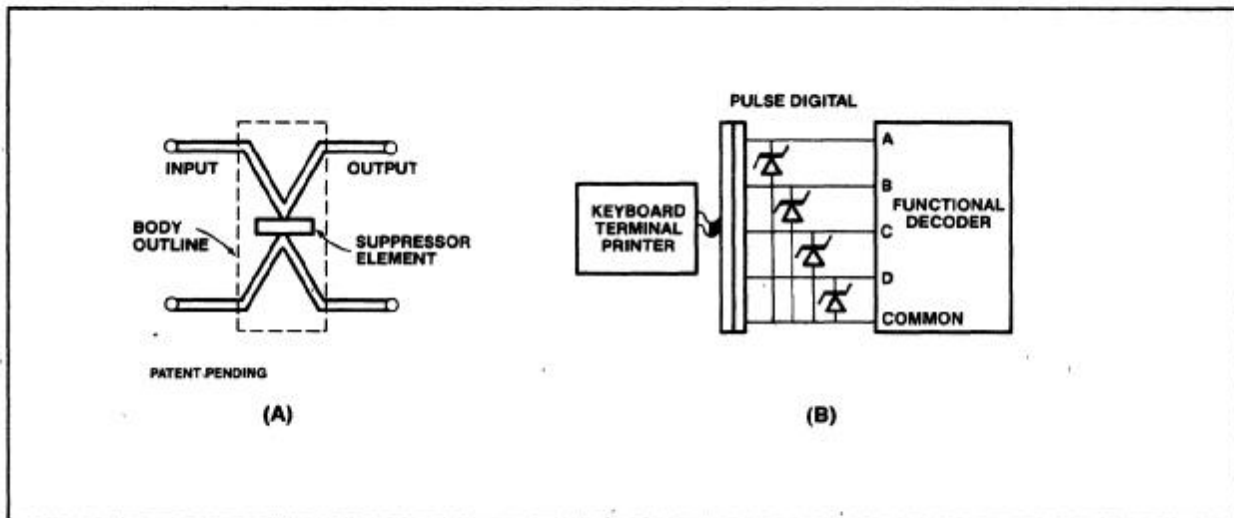 INPUT
OUTPUT
BODY
OUTLINE
SUPPRESSOR
ELEMENT
PATENT PENDING
(A)
PULSE DIGITAL
KEYBOARD
TERMINAL
PRINTER
A
B
C
D
COMMON
FUNCTIONAL
DECODER
(B)